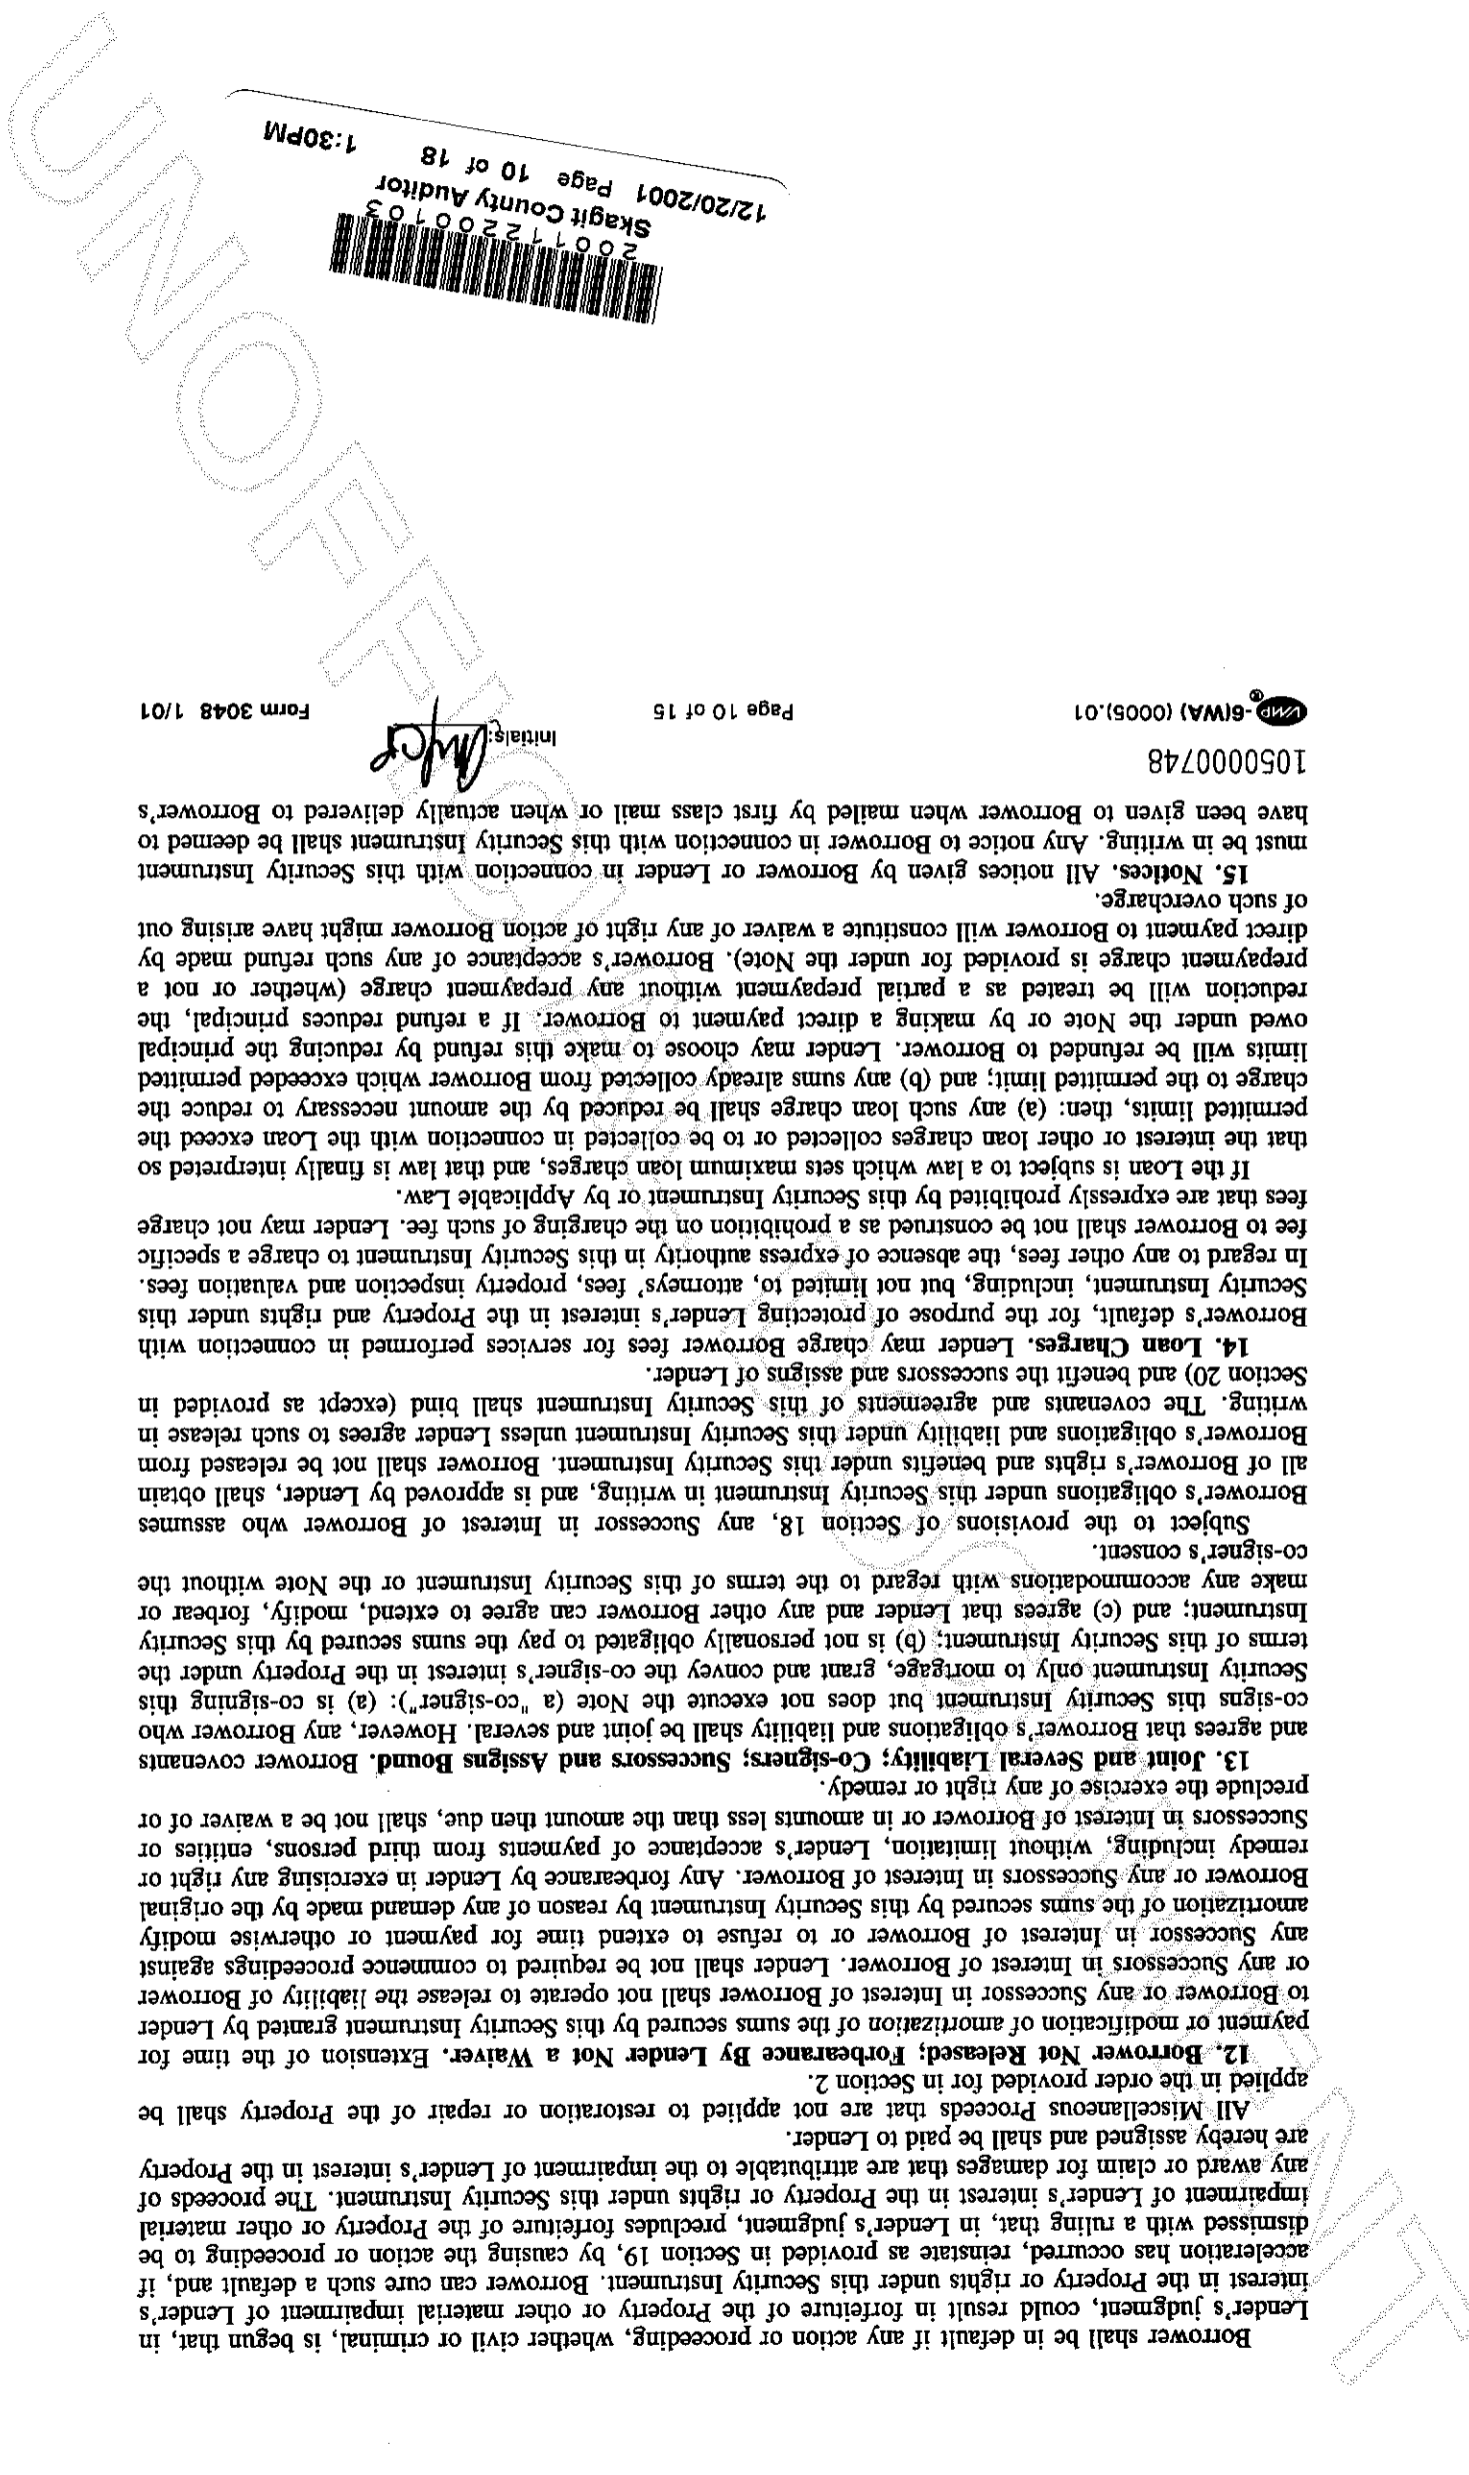 Borrower shall be in default if any action or proceeding, whether civil or criminal, is begun that, in
Lender's judgment, could result in forfeiture of the Property or other material impairment of Lender's
interest in the Property or rights under this Security Instrument. Borrower can cure such a default and, if
acceleration has occurred, reinstate as provided in Section 19, by causing the action or proceeding to be
dismissed with a ruling that, in Lender's judgment, precludes forfeiture of the Property or other material
impairment of Lender's interest in the Property or rights under this Security Instrument. The proceeds of
any award or claim for damages that are attributable to the impairment of Lender's interest in the Property
are hereby assigned and shall be paid to Lender.
All Miscellaneous Proceeds that are not applied to restoration or repair of the Property shall be
applied in the order provided for in Section 2.
12. Borrower Not Released; Forbearance By Lender Not a Waiver. Extension of the time for
payment or modification of amortization of the sums secured by this Security Instrument granted by Lender
to Borrower or any Successor in Interest of Borrower shall not operate to release the liability of Borrower
or any Successors in Interest of Borrower. Lender shall not be required to commence proceedings against
any Successor in Interest of Borrower or to refuse to extend time for payment or otherwise modify
amortization of the sums secured by this Security Instrument by reason of any demand made by the original
Borrower or any Successors in Interest of Borrower. Any forbearance by Lender in exercising any right or
remedy including, without limitation, Lender's acceptance of payments from third persons, entities or
Successors in Interest of Borrower or in amounts less than the amount then due, shall not be a waiver of or
preclude the exercise of any right or remedy.
13. Joint and Several Liability; Co-signers; Successors and Assigns Bound. Borrower covenants
and agrees that Borrower's obligations and liability shall be joint and several. However, any Borrower who
co-signs this Security Instrument but does not execute the Note (a "co-signer"): (a) is co-signing this
Security Instrument only to mortgage, grant and convey the co-signer's interest in the Property under the
terms of this Security Instrument; (b) is not personally obligated to pay the sums secured by this Security
Instrument; and (c) agrees that Lender and any other Borrower can agree to extend, modify, forbear or
make any accommodations with regard to the terms of this Security Instrument or the Note without the
co-signer's consent.
Subject to the provisions of Section 18, any Successor in Interest of Borrower who assumes
Borrower's obligations under this Security Instrument in writing, and is approved by Lender, shall obtain
all of Borrower's rights and benefits under this Security Instrument. Borrower shall not be released from
Borrower's obligations and liability under this Security Instrument unless Lender agrees to such release in
writing. The covenants and agreements of this Security Instrument shall bind (except as provided in
Section 20) and benefit the successors and assigns of Lender.
14. Loan Charges. Lender may charge Borrower fees for services performed in connection with
Borrower's default, for the purpose of protecting Lender's interest in the Property and rights under this
Security Instrument, including, but not limited to, attorneys' fees, property inspection and valuation fees.
In regard to any other fees, the absence of express authority in this Security Instrument to charge a specific
fee to Borrower shall not be construed as a prohibition on the charging of such fee. Lender may not charge
fees that are expressly prohibited by this Security Instrument or by Applicable Law.
If the Loan is subject to a law which sets maximum loan charges, and that law is finally interpreted so
that the interest or other loan charges collected or to be collected in connection with the Loan exceed the
permitted limits, then: (a) any such loan charge shall be reduced by the amount necessary to reduce the
charge to the permitted limit; and (b) any sums already collected from Borrower which exceeded permitted
limits will be refunded to Borrower. Lender may choose to make this refund by reducing the principal
owed under the Note or by making a direct payment to Borrower. If a refund reduces principal, the
reduction will be treated as a partial prepayment without any prepayment charge (whether or not a
prepayment charge is provided for under the Note). Borrower's acceptance of any such refund made by
direct payment to Borrower will constitute a waiver of any right of action Borrower might have arising out
of such overcharge.
15. Notices. All notices given by Borrower or Lender in connection with this Security Instrument
must be in writing. Any notice to Borrower in connection with this Security Instrument shall be deemed to
have been given to Borrower when mailed by first class mail or when actually delivered to Borrower's
1050000748
Initials:
VMP®-6(WA) (0005).01 Page 10 of 15 Form 3048 1/01
200112200103
Skagit County Auditor
12/20/2001 Page 10 of 18 1:30PM
UNOFFICIAL DOCUMENT